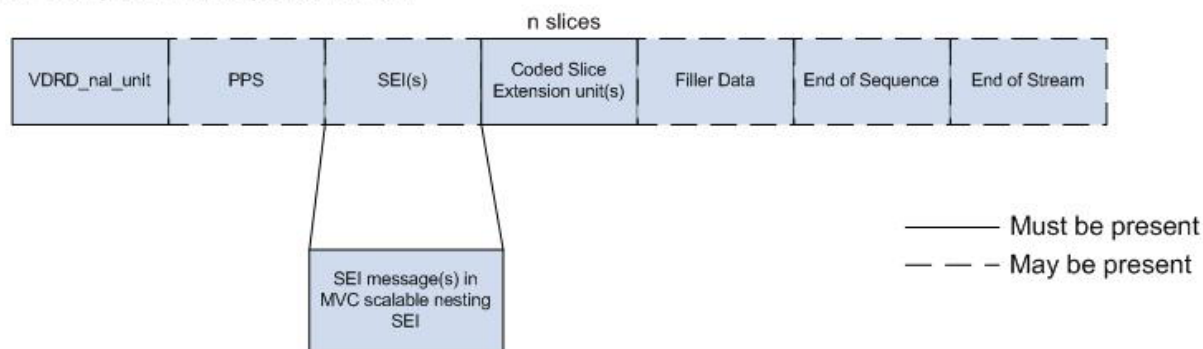 n slices
VDRD_nal_unit
PPS
SEI(s)
Coded Slice
Extension unit(s)
Filler Data
End of Sequence
End of Stream
SEI message(s) in
MVC scalable nesting
SEI
Must be present
May be present